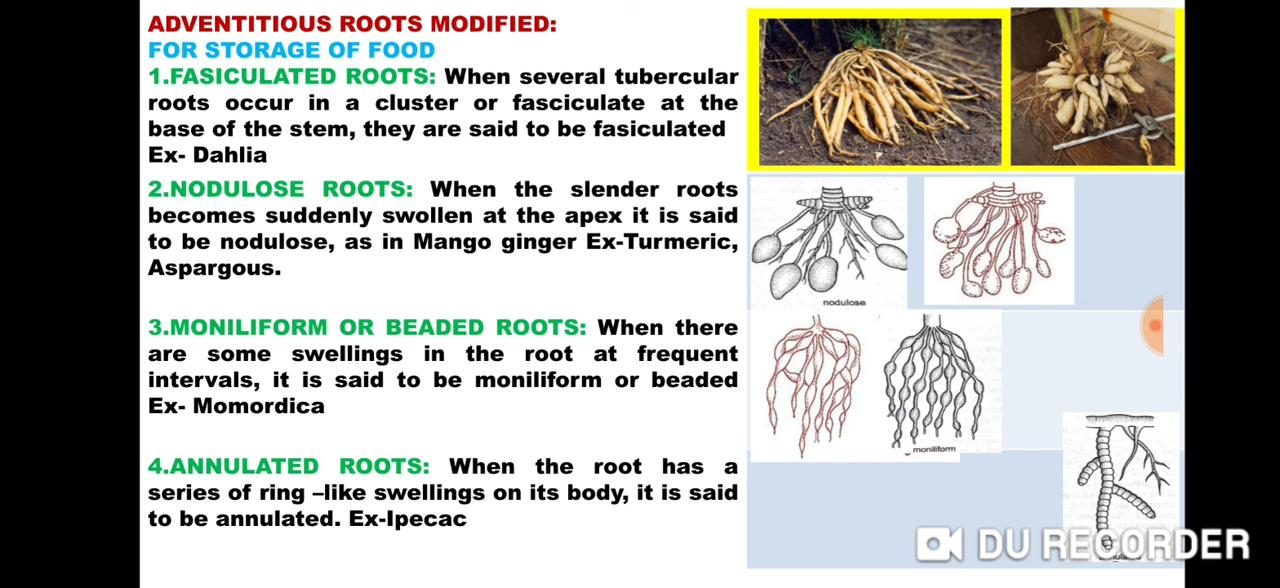 ADVENTITIOUS ROOTS MODIFIED:
FOR STORAGE OF FOOD
1.FASICULATED ROOTS: When several tubercular
roots occur in a cluster or fasciculate at the
base of the stem, they are said to be fasiculated
Ex- Dahlia
2.NODULOSE ROOTS: When the slender roots
becomes suddenly swollen at the apex it is said
to be nodulose, as in Mango ginger Ex-Turmeric,
Aspargous.
nodulose
3.MONILIFORM OR BEADED ROOTS: When there
are some swellings in the root at frequent
intervals, it is said to be moniliform or beaded
Ex- Momordica
moniliform
4.ANNULATED ROOTS: When the root has a
series of ring –like swellings on its body, it is said
to be annulated. Ex-Ipecac
DU RECORDER